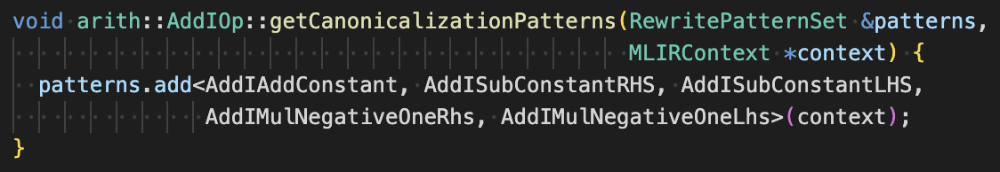 void arith::AddIOp::getCanonicalizationPatterns(RewritePatternSet &patterns,
MLIRContext *context) {
patterns.add<AddIAddConstant, AddISubConstantRHS, AddISubConstantLHS,
AddIMulNegativeOneRhs, AddIMulNegativeOneLhs>(context);
}